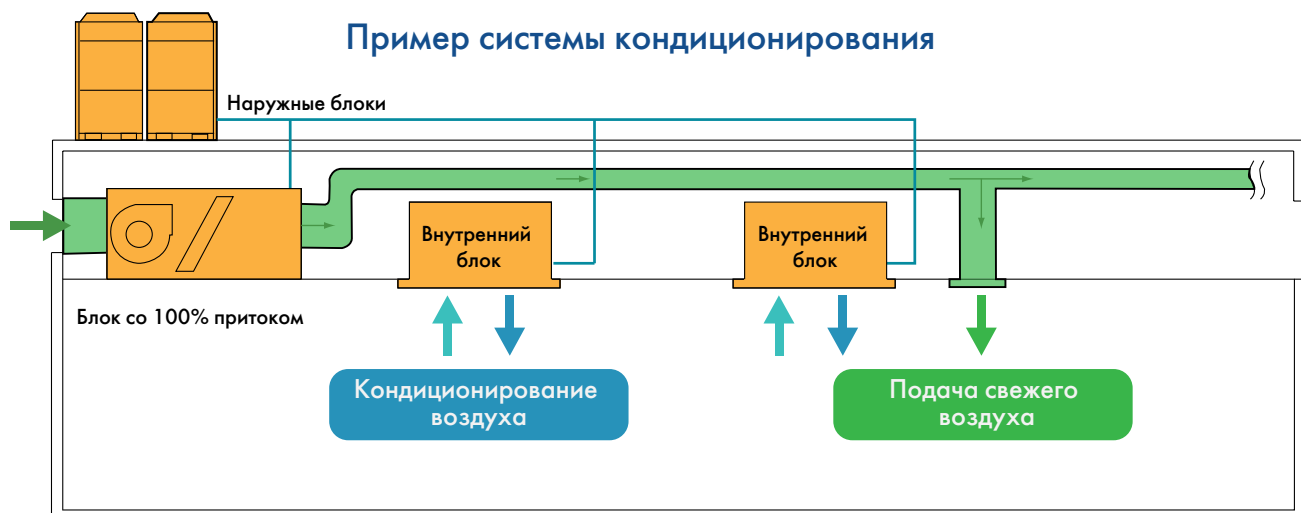 Пример системы кондиционирования
Наружные блоки
Внутренний
блок
Внутренний
блок
Блок со 100% притоком
Кондиционирование
воздуха
Подача свежего
воздуха